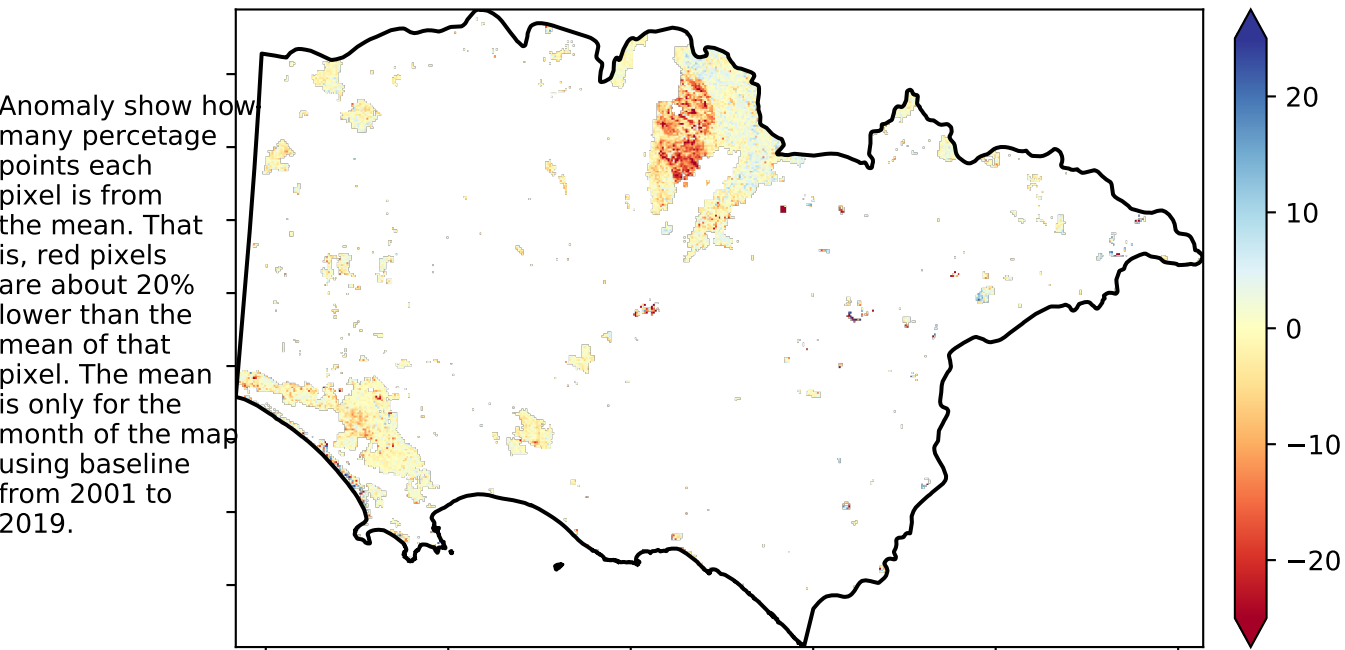 Anomaly show how
many percetage
points each
pixel is from
the mean. That
is, red pixels
are about 20%
lower than the
mean of that
pixel. The mean
is only for the
month of the map
using baseline
from 2001 to
2019.
20
10
0
−10
−20